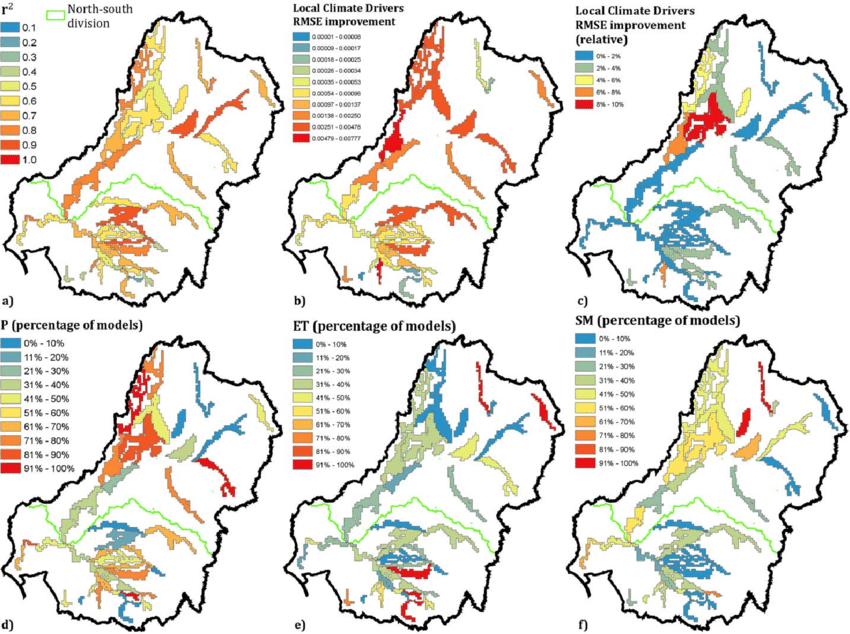 r²
North-south
division
0.1
0.2
0.3
0.4
0.5
0.6
0.7
0.8
0.9
1.0
a)
Local Climate Drivers
RMSE improvement
0.00001 - 0.00008
0.00009 - 0.00017
0.00018 - 0.00025
0.00026 - 0.00034
0.00035 - 0.00053
0.00054 - 0.00096
0.00097 - 0.00137
0.00138 - 0.00250
0.00251 - 0.00478
0.00479 - 0.00777
b)
Local Climate Drivers
RMSE improvement
(relative)
0% - 2%
2% - 4%
4% - 6%
6% - 8%
8% - 10%
c)
P (percentage of models)
0% - 10%
11% - 20%
21% - 30%
31% - 40%
41% - 50%
51% - 60%
61% - 70%
71% - 80%
81% - 90%
91% - 100%
d)
ET (percentage of models)
0% - 10%
11% - 20%
21% - 30%
31% - 40%
41% - 50%
51% - 60%
61% - 70%
71% - 80%
81% - 90%
91% - 100%
e)
SM (percentage of models)
0% - 10%
11% - 20%
21% - 30%
31% - 40%
41% - 50%
51% - 60%
61% - 70%
71% - 80%
81% - 90%
91% - 100%
f)